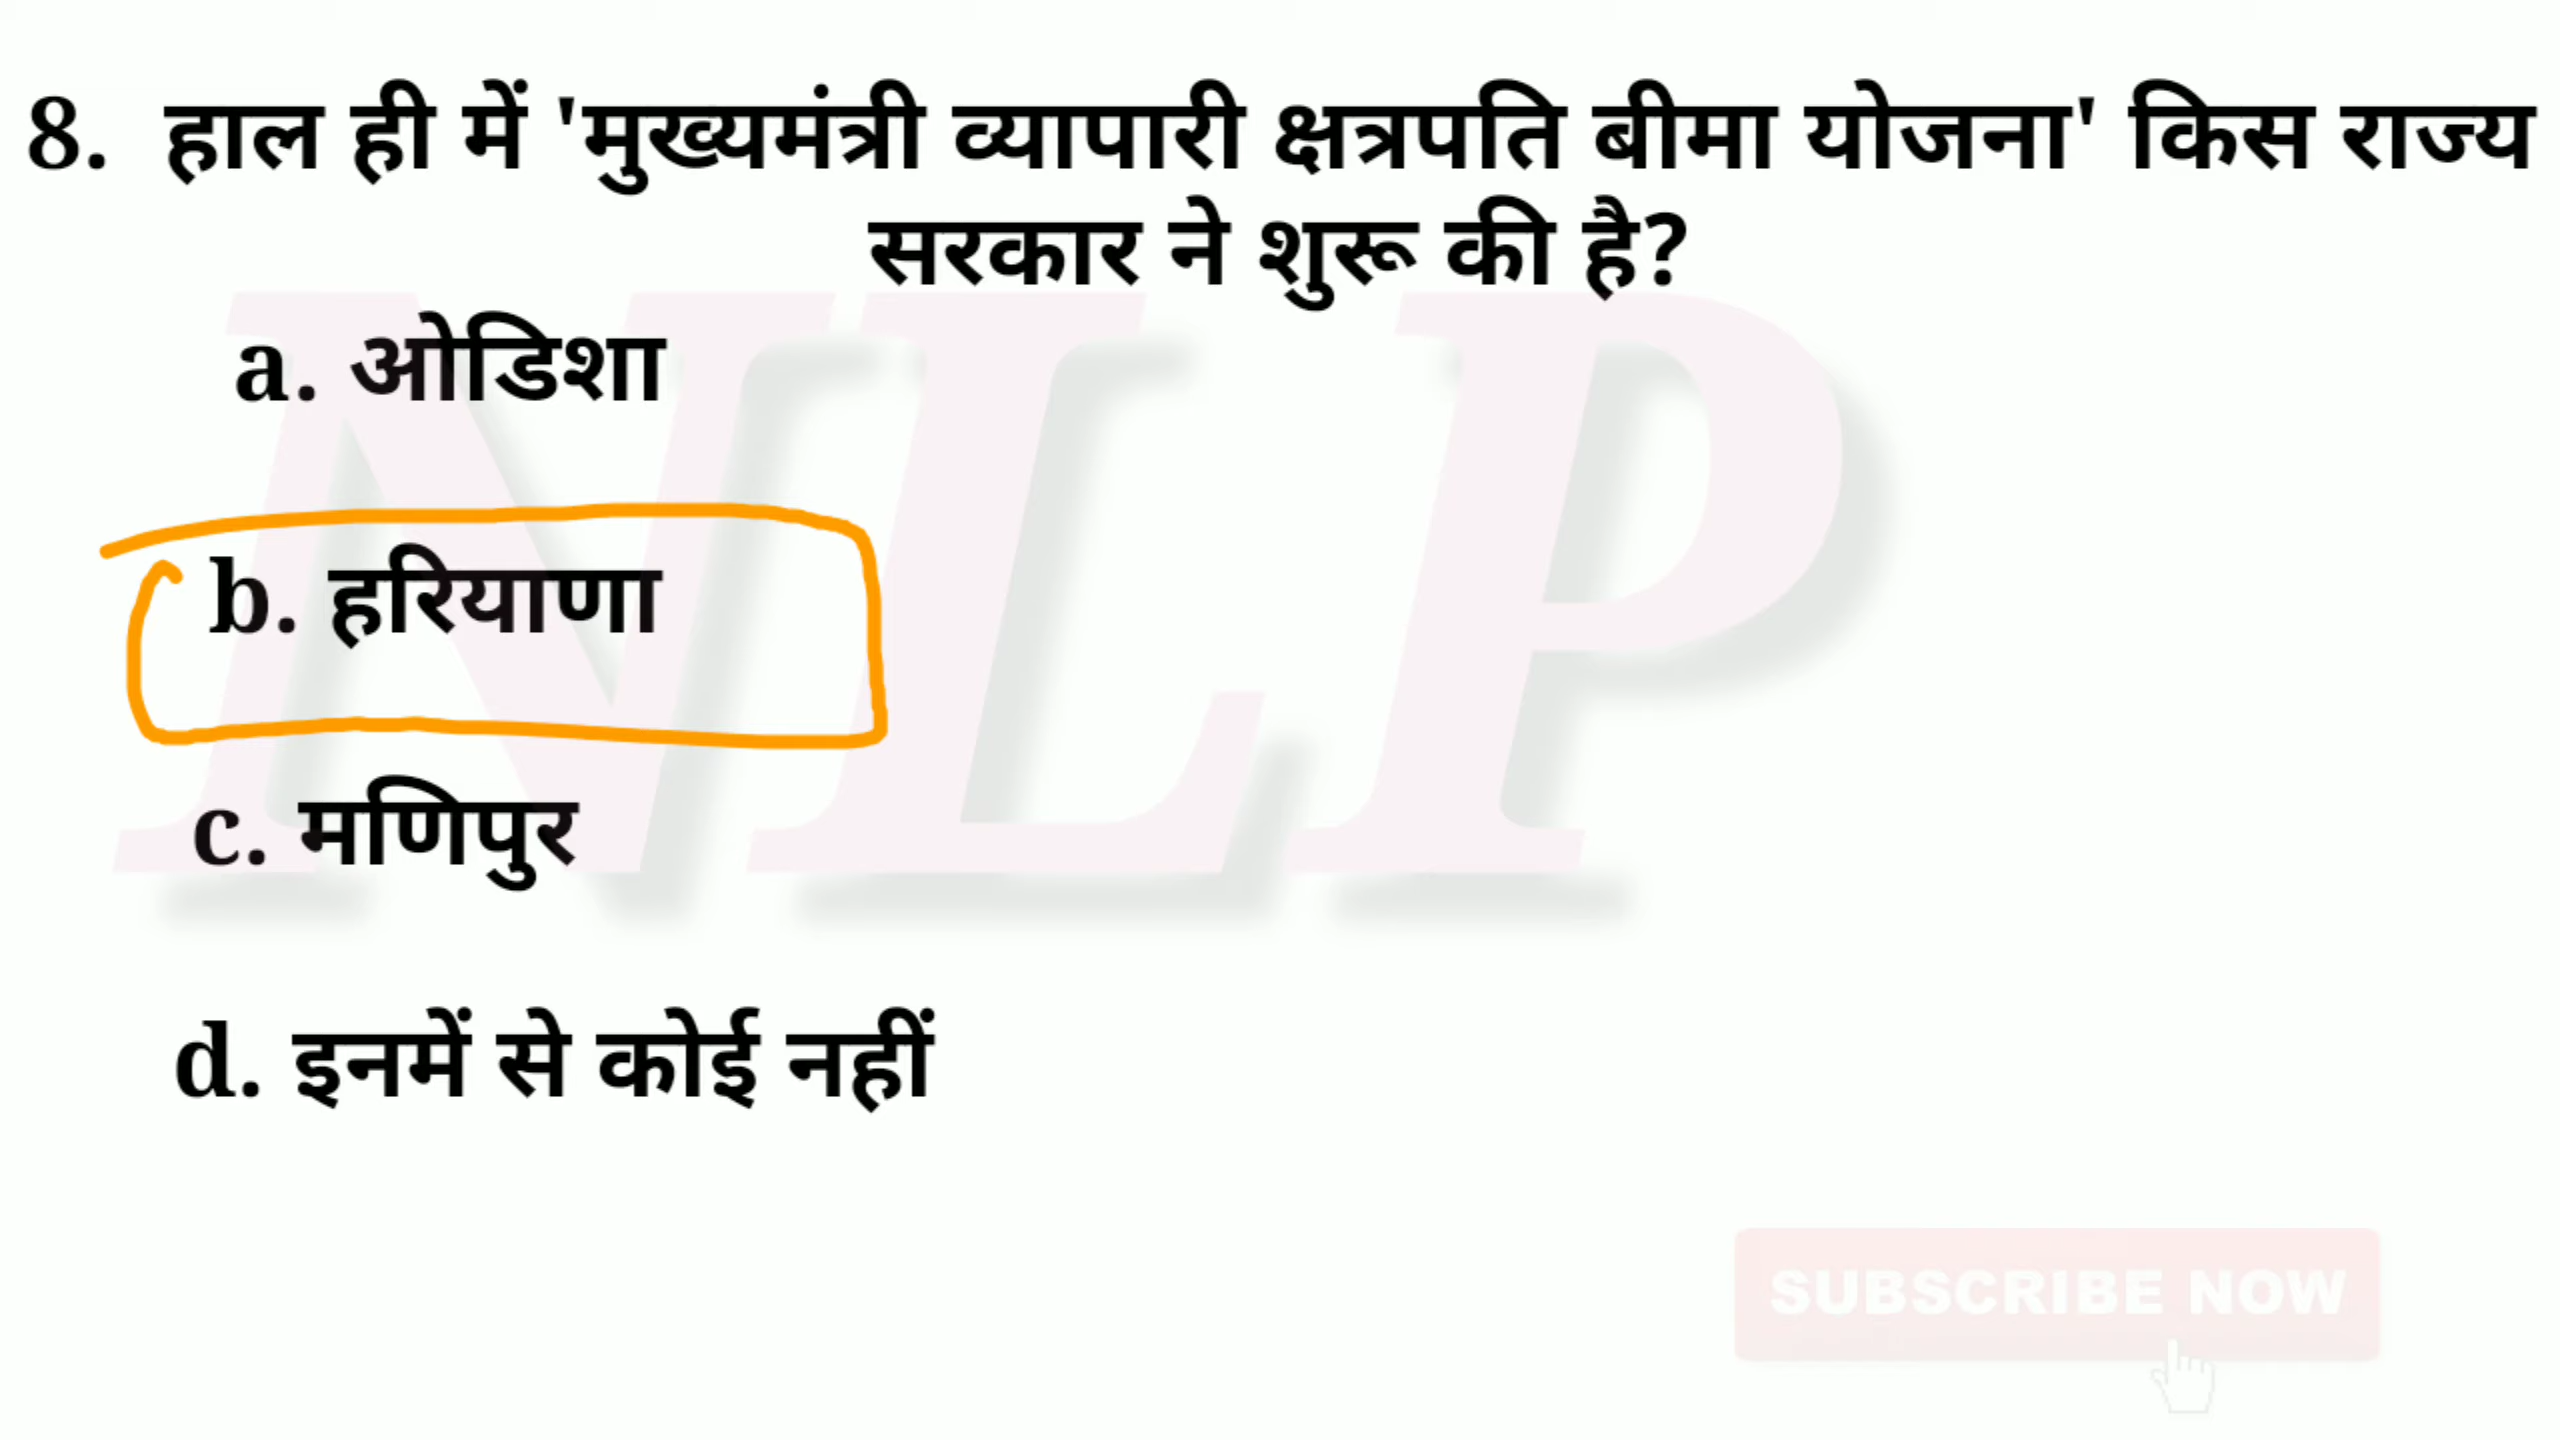 8. हाल ही में 'मुख्यमंत्री व्यापारी क्षत्रपति बीमा योजना' किस राज्य
सरकार ने शुरू की है?
a. ओडिशा
b. हरियाणा
c. मणिपुर
d. इनमें से कोई नहीं
NLP
SUBSCRIBE NOW